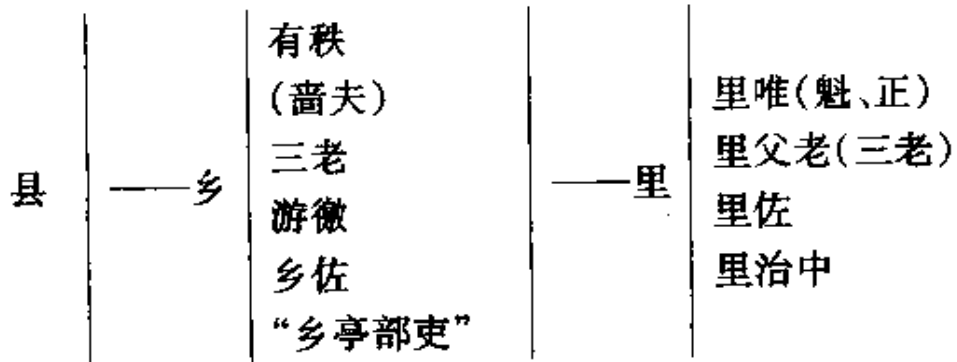 县
——乡
有秩
(啬夫)
三老
游徼
乡佐
“乡亭部吏”
——里
里唯(魁、正)
里父老(三老)
里佐
里治中